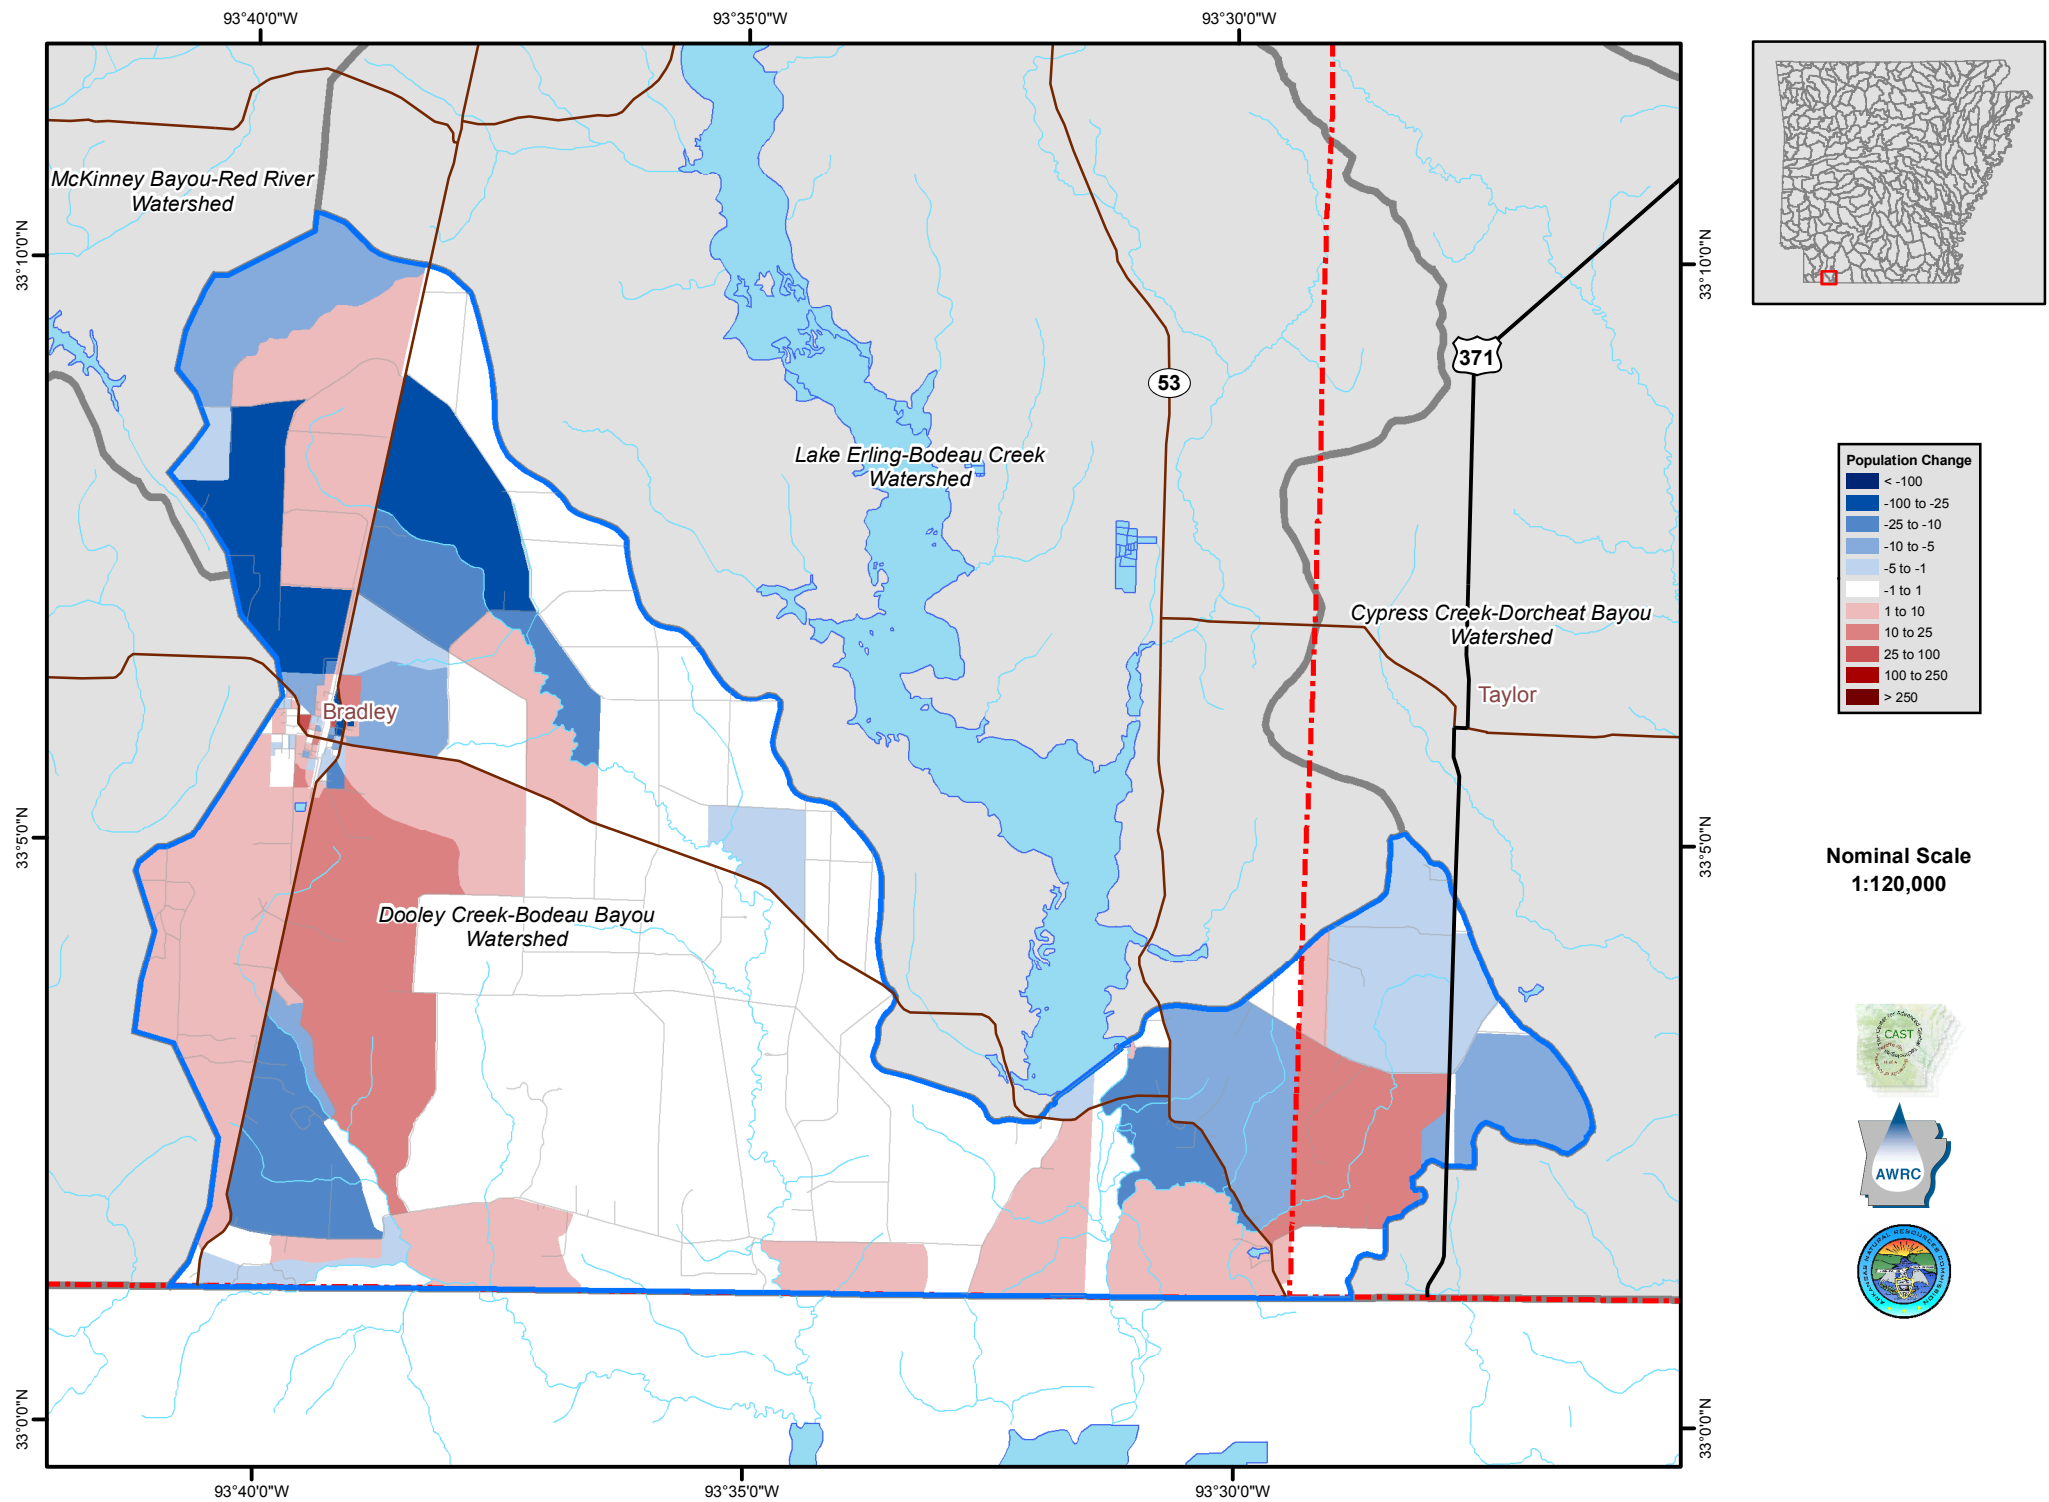 93°40'0"W
93°35'0"W
93°30'0"W
33°10'0"N
33°10'0"N
McKinney Bayou-Red River
Watershed
371
53
Lake Erling-Bodeau Creek
Watershed
Population Change
< -100
-100 to -25
-25 to -10
-10 to -5
-5 to -1
-1 to 1
1 to 10
10 to 25
25 to 100
100 to 250
> 250
Cypress Creek-Dorcheat Bayou
Watershed
Taylor
Bradley
33°5'0"N
33°5'0"N
Nominal Scale
1:120,000
Dooley Creek-Bodeau Bayou
Watershed
CAST
AWRC
ARKANSAS NATURAL RESOURCES COMMISSION
33°0'0"N
33°0'0"N
93°40'0"W
93°35'0"W
93°30'0"W